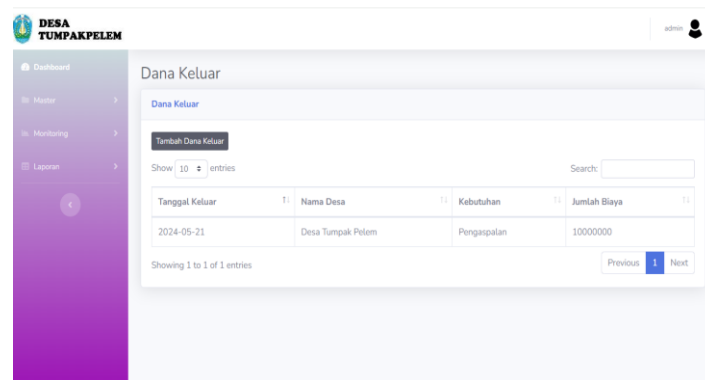 DESA
TUMPAKPELEM
admin
Dashboard
Master
Monitoring
Laporan
Dana Keluar
Dana Keluar
Tambah Dana Keluar
Show 10 entries
Search:
Tanggal Keluar Nama Desa Kebutuhan Jumlah Biaya
2024-05-21 Desa Tumpak Pelem Pengaspalan 10000000
Showing 1 to 1 of 1 entries
Previous 1 Next